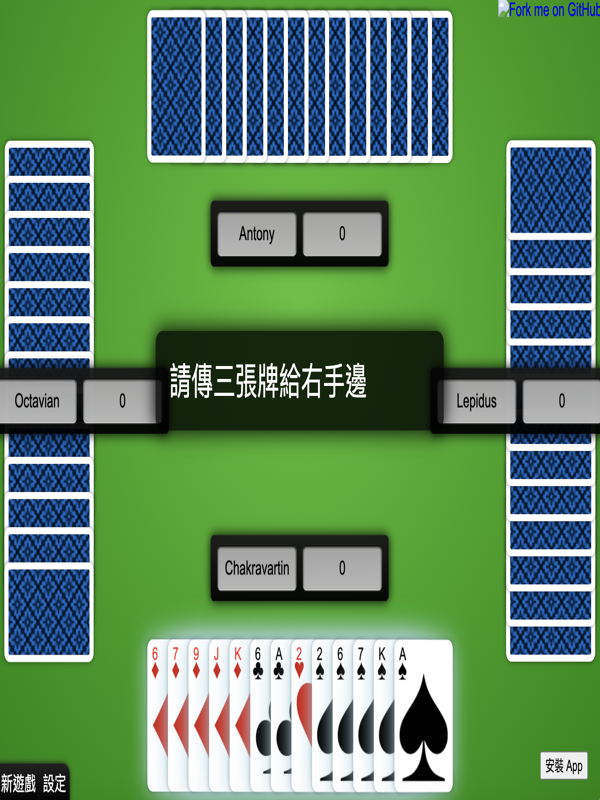 Fork me on GitHub
Antony 0
Octavian 0
請傳三張牌給右手邊
Lepidus 0
Chakravartin 0
6 7 9 J K 6 A 2 2 6 7 K A
安裝 App
新遊戲 設定